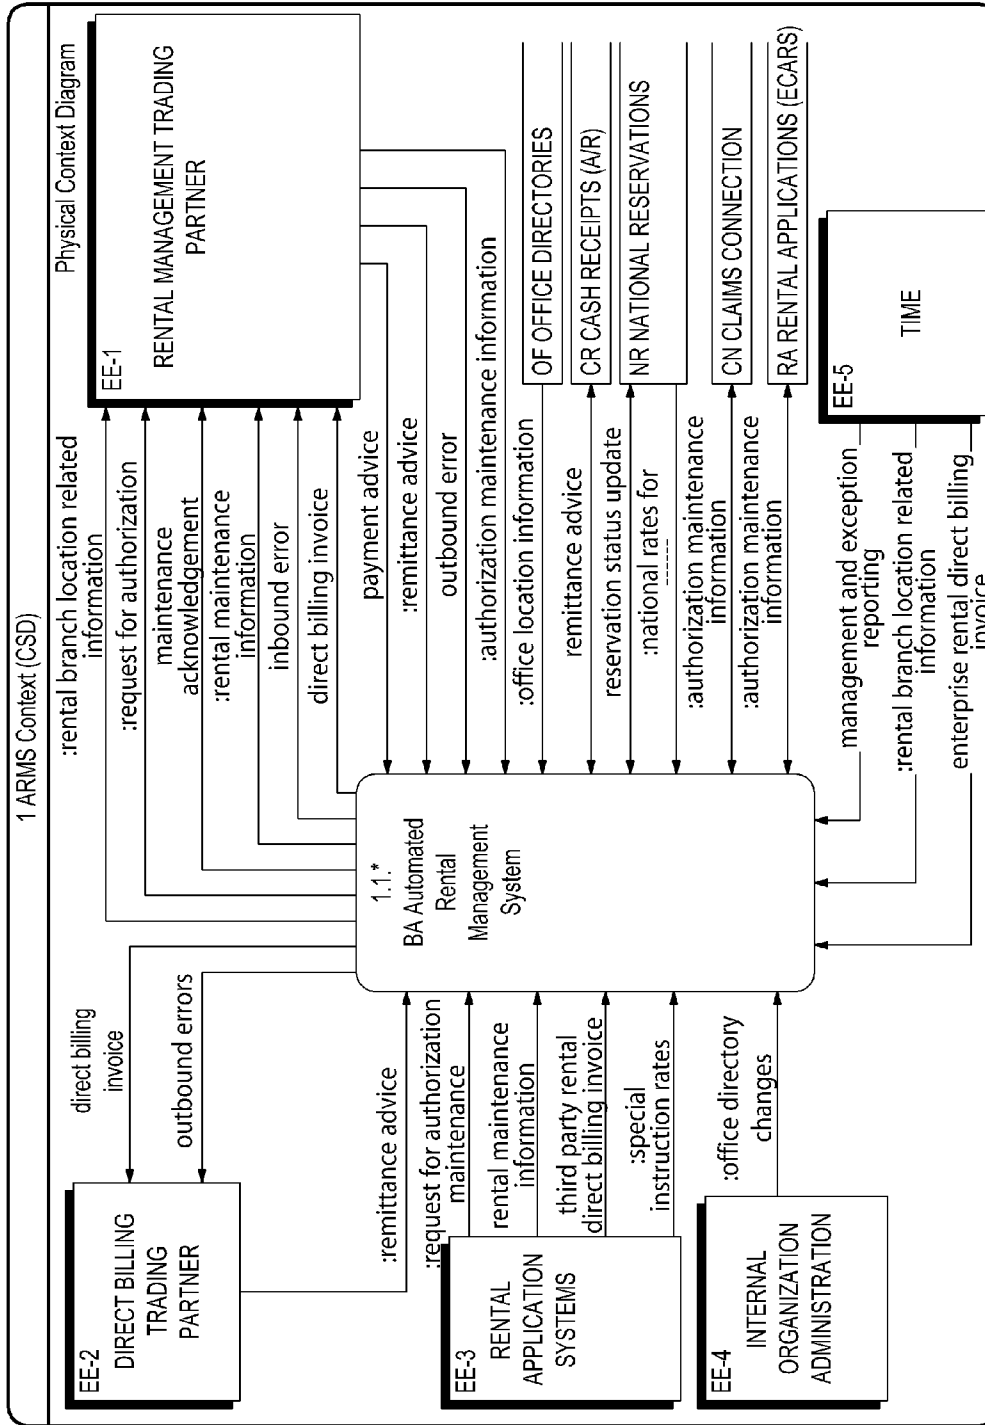 1 ARMS Context (CSD)
Physical Context Diagram
EE-2
DIRECT BILLING
TRADING
PARTNER
direct billing
invoice
outbound errors
:remittance advice
EE-1
RENTAL MANAGEMENT TRADING
PARTNER
:rental branch location related
information
:request for authorization
maintenance
acknowledgement
:rental maintenance
information
inbound error
direct billing invoice
payment advice
:remittance advice
outbound error
:authorization maintenance information
1.1.*
BA Automated
Rental
Management
System
EE-3
RENTAL
APPLICATION
SYSTEMS
:request for authorization
maintenance
rental maintenance
information
third party rental
direct billing invoice
:special
instruction rates
EE-4
INTERNAL
ORGANIZATION
ADMINISTRATION
:office directory
changes
:office location information
OF OFFICE DIRECTORIES
remittance advice
CR CASH RECEIPTS (A/R)
reservation status update
:national rates for
------
NR NATIONAL RESERVATIONS
:authorization maintenance
information
CN CLAIMS CONNECTION
:authorization maintenance
information
RA RENTAL APPLICATIONS (ECARS)
EE-5
TIME
management and exception
reporting
:rental branch location related
information
enterprise rental direct billing
invoice